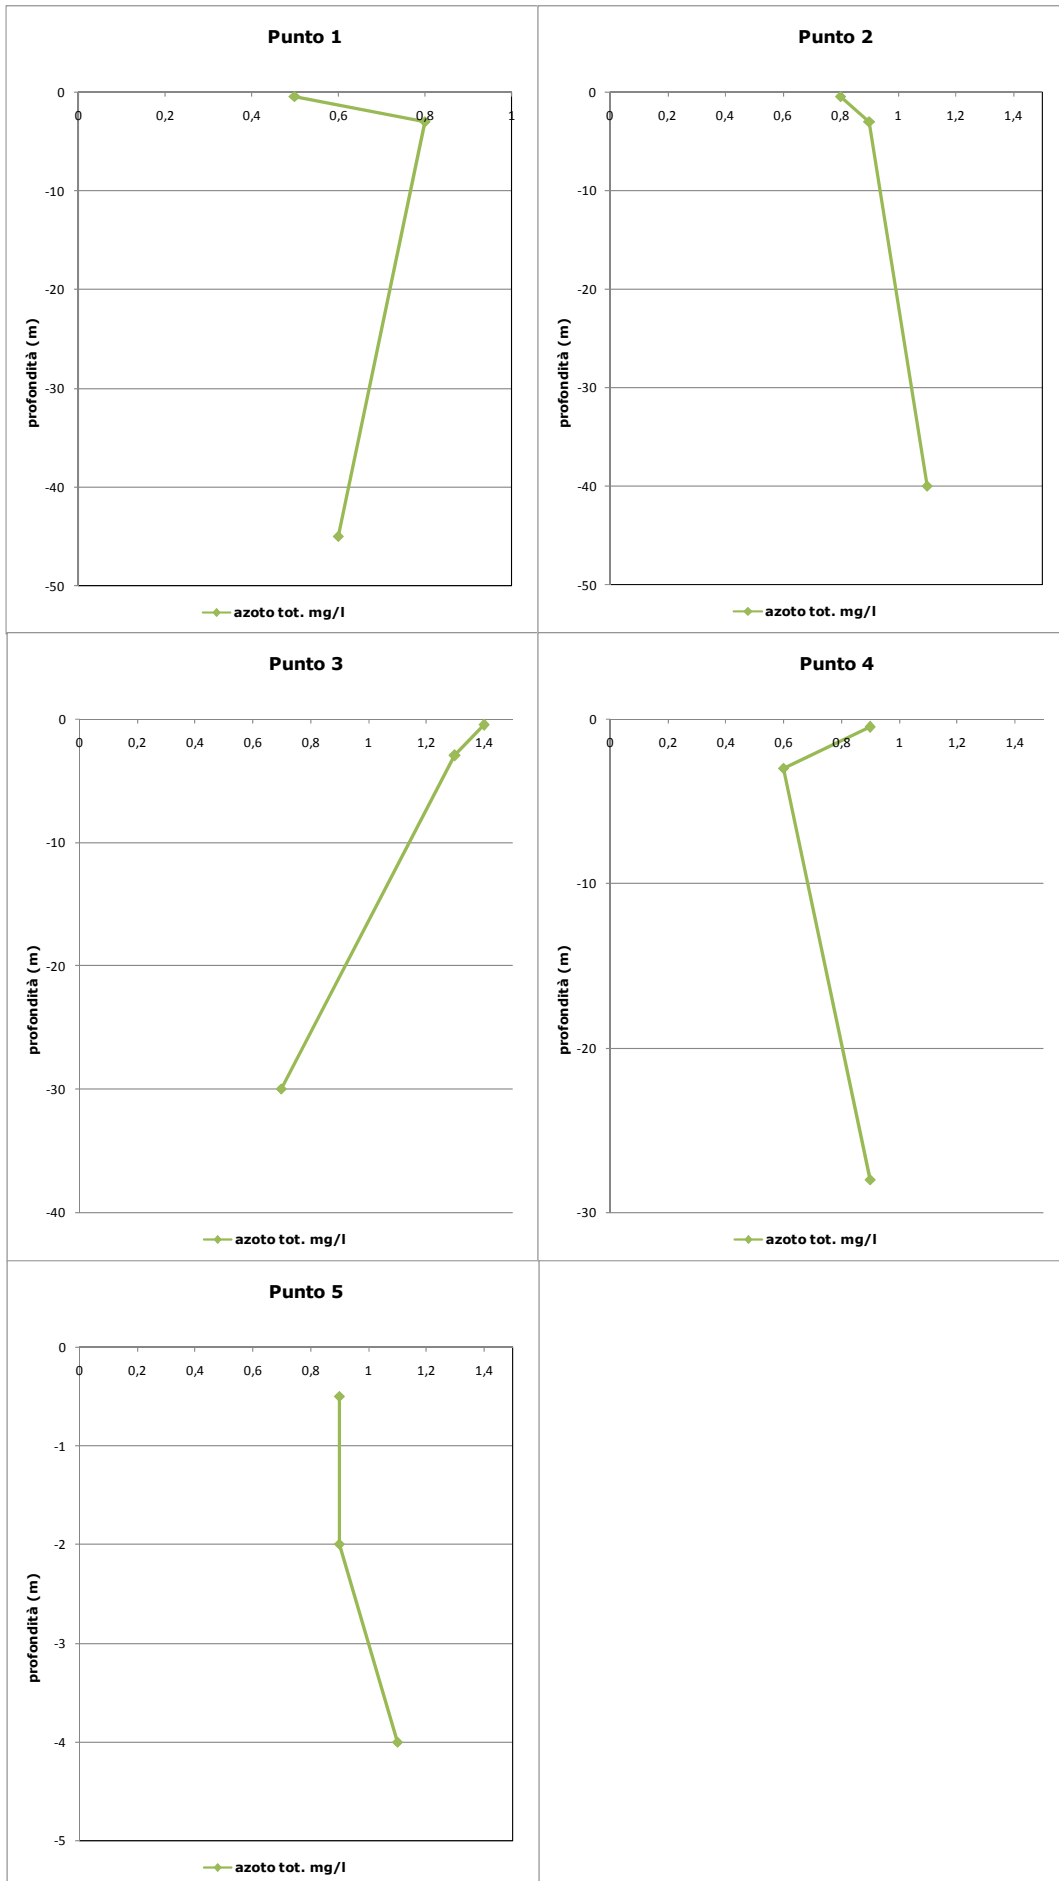 Punto 1
0
0 0,2 0,4 0,6 0,8 1
-10
-20
-30
-40
-50
profondità (m)
azoto tot. mg/l
Punto 2
0
0 0,2 0,4 0,6 0,8 1 1,2 1,4
-10
-20
-30
-40
-50
profondità (m)
azoto tot. mg/l
Punto 3
0
0 0,2 0,4 0,6 0,8 1 1,2 1,4
-10
-20
-30
-40
profondità (m)
azoto tot. mg/l
Punto 4
0
0 0,2 0,4 0,6 0,8 1 1,2 1,4
-10
-20
-30
profondità (m)
azoto tot. mg/l
Punto 5
0
0 0,2 0,4 0,6 0,8 1 1,2 1,4
-1
-2
-3
-4
-5
profondità (m)
azoto tot. mg/l